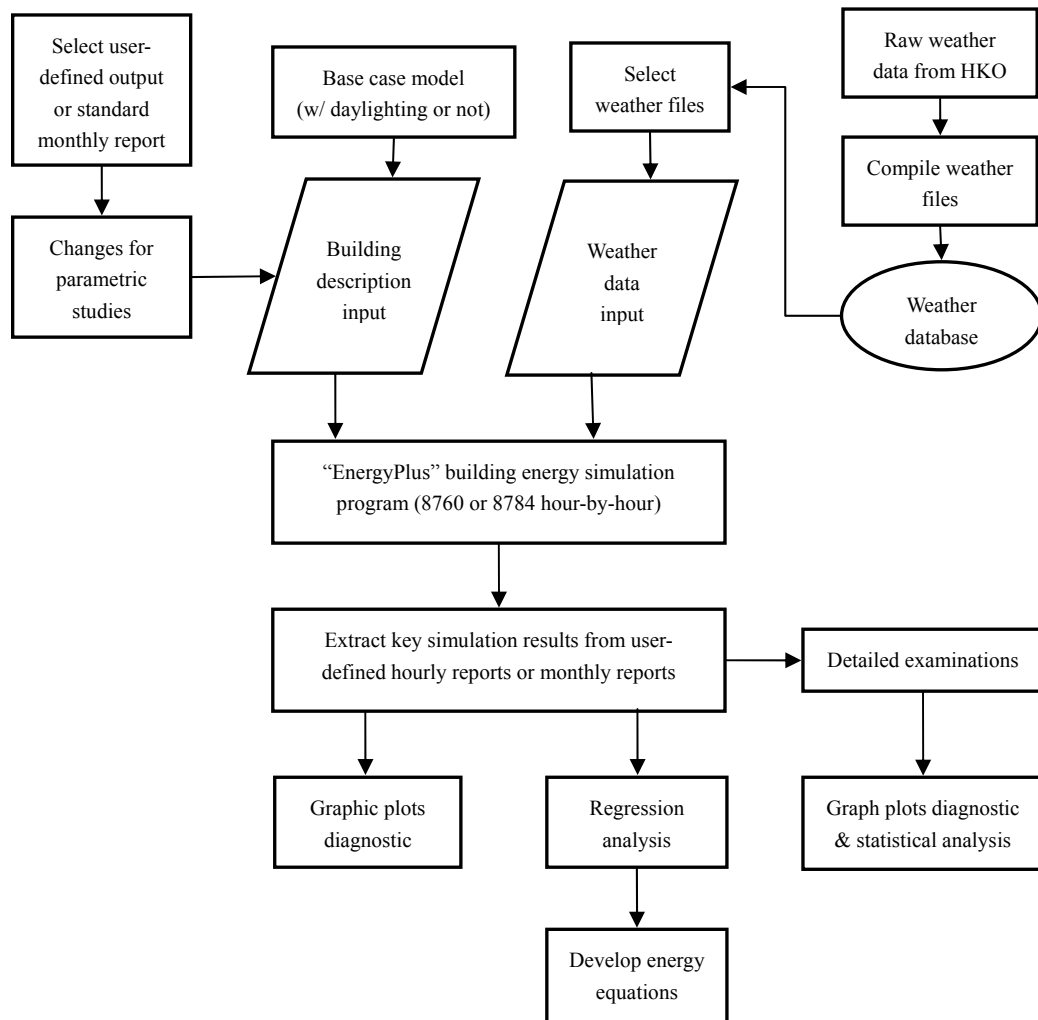 Select user-
defined output
or standard
monthly report
Base case model
(w/ daylighting or not)
Select
weather files
Raw weather
data from HKO
Compile weather
files
Changes for
parametric
studies
Building
description
input
Weather
data
input
Weather
database
“EnergyPlus” building energy simulation
program (8760 or 8784 hour-by-hour)
Extract key simulation results from user-
defined hourly reports or monthly reports
Detailed examinations
Graphic plots
diagnostic
Regression
analysis
Graph plots diagnostic
& statistical analysis
Develop energy
equations